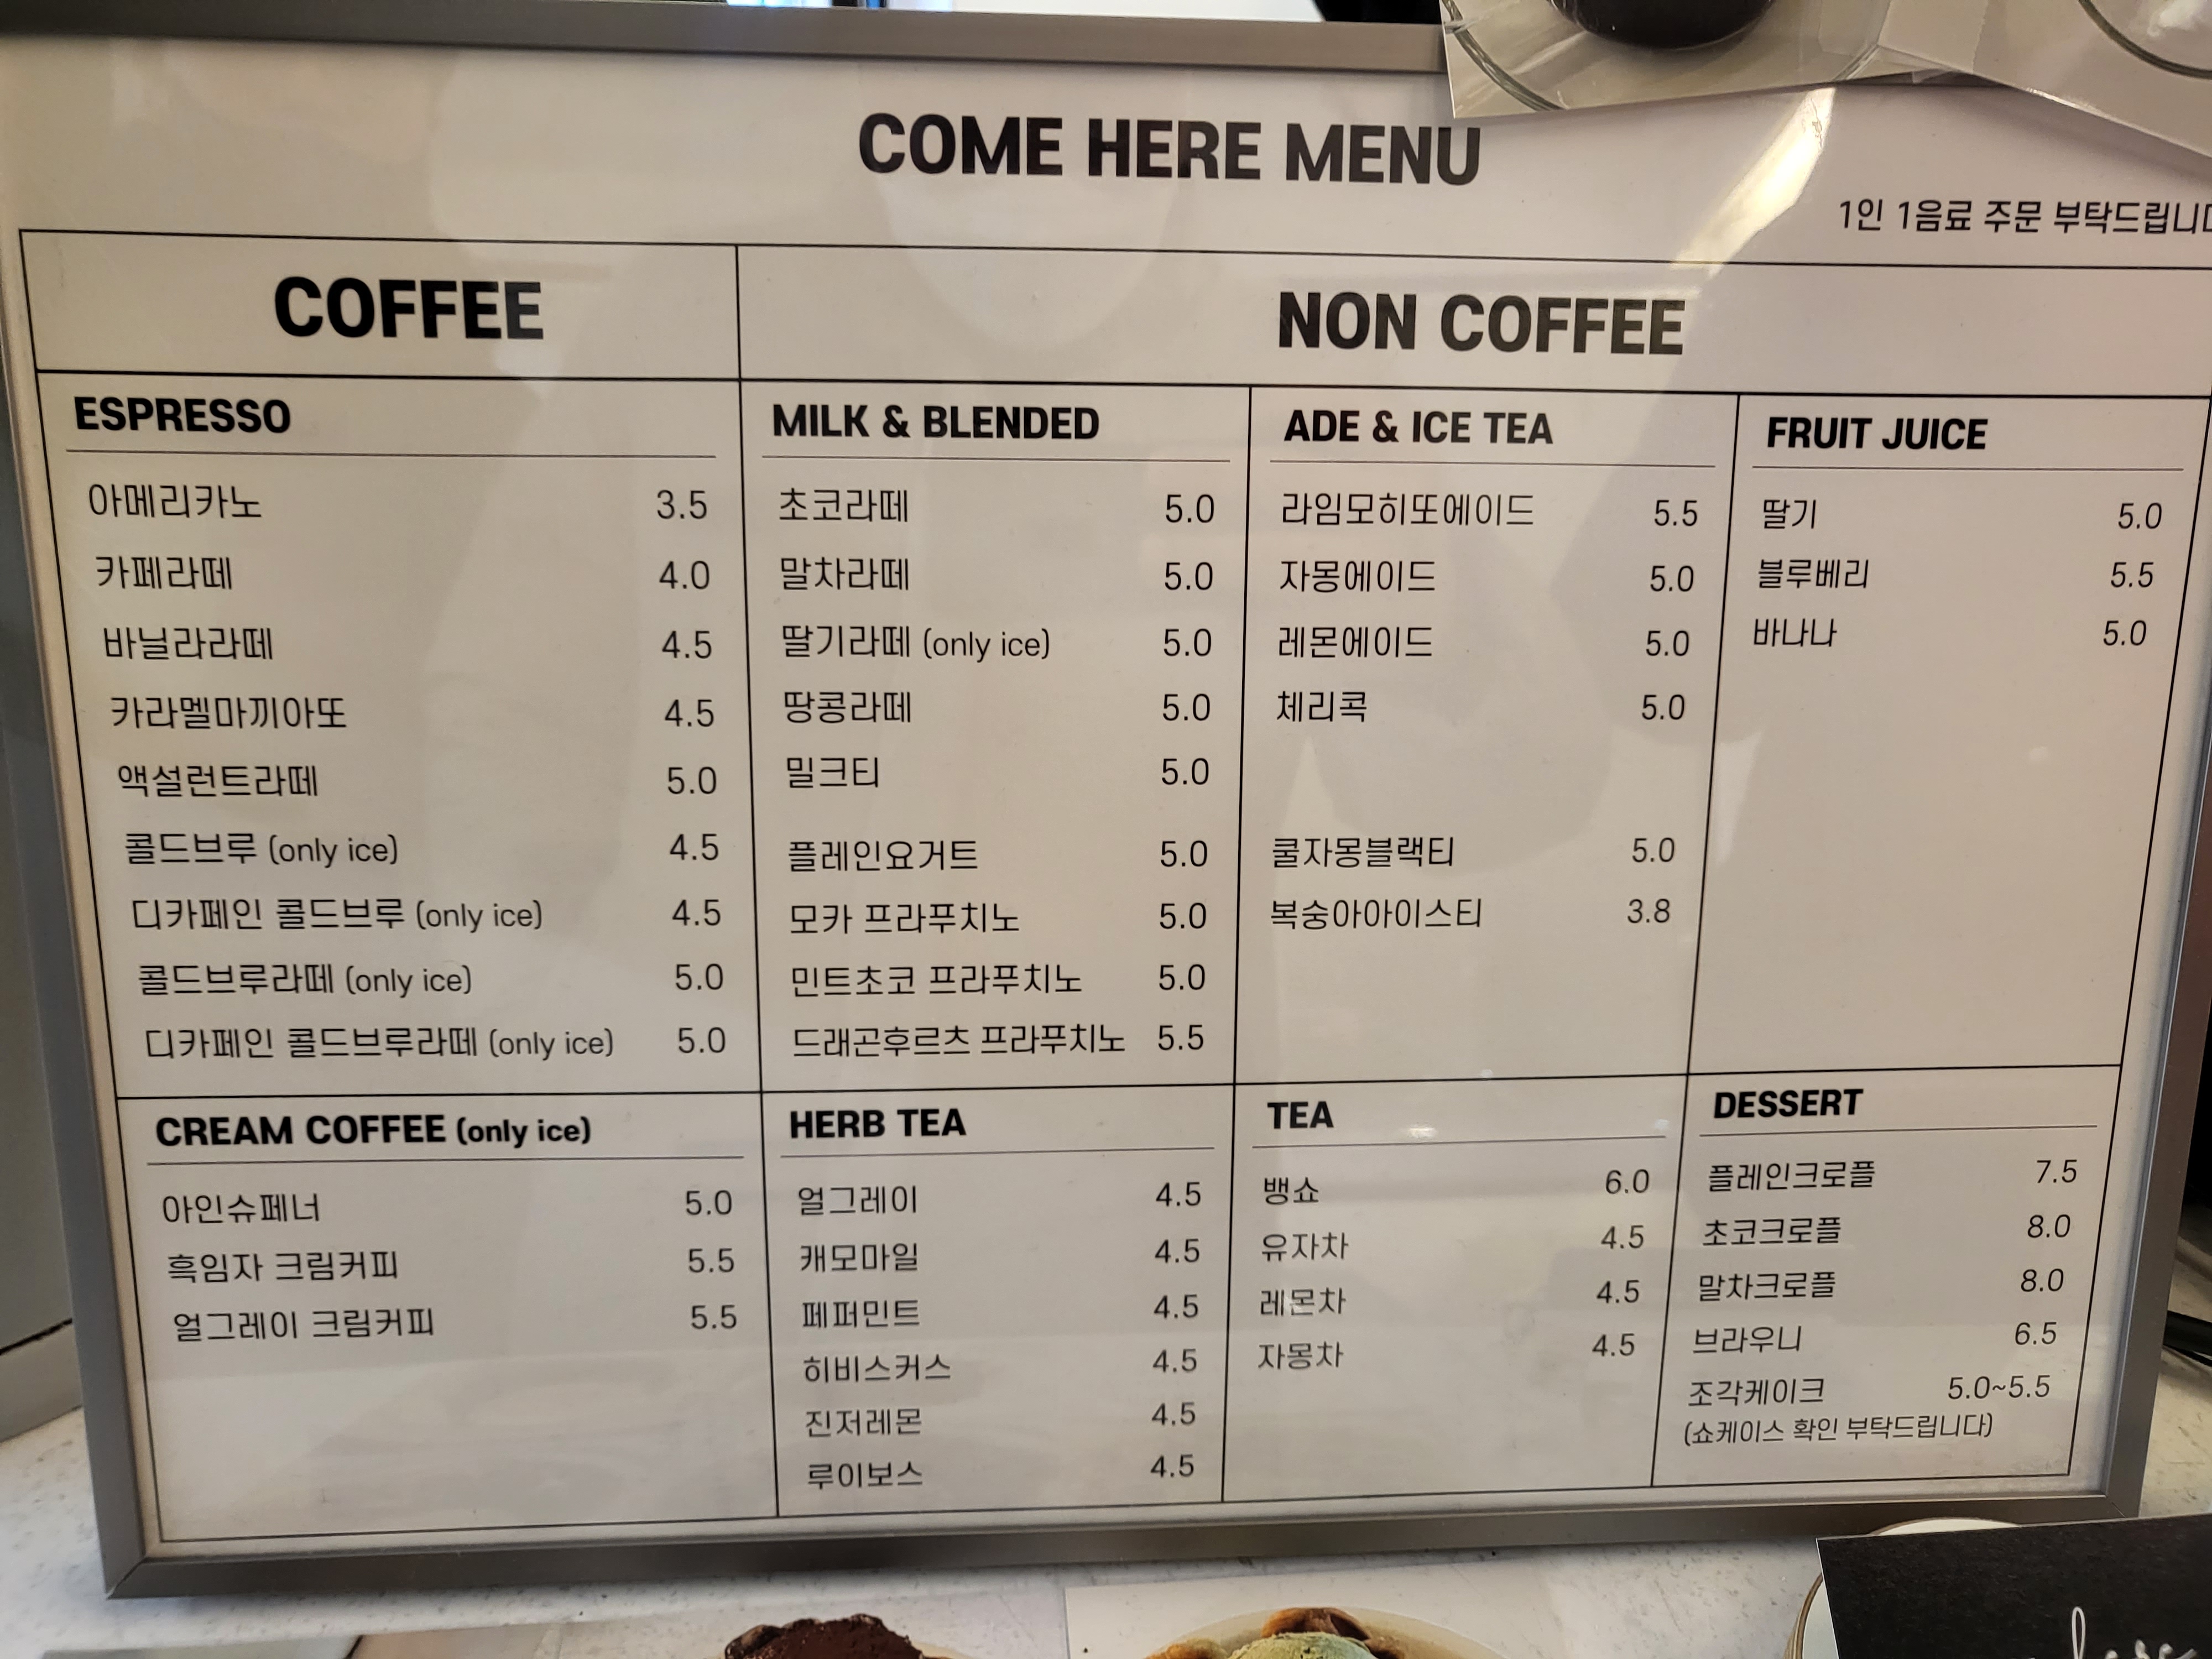 COME HERE MENU
1인 1음료 주문 부탁드립니
COFFEE
NON COFFEE
ESPRESSO
아메리카노 3.5
카페라떼 4.0
바닐라라떼 4.5
카라멜마끼아또 4.5
액설런트라떼 5.0
콜드브루 (only ice) 4.5
디카페인 콜드브루 (only ice) 4.5
콜드브루라떼 (only ice) 5.0
디카페인 콜드브루라떼 (only ice) 5.0
MILK & BLENDED
초코라떼 5.0
말차라떼 5.0
딸기라떼 (only ice) 5.0
땅콩라떼 5.0
밀크티 5.0
플레인요거트 5.0
모카 프라푸치노 5.0
민트초코 프라푸치노 5.0
드래곤후르츠 프라푸치노 5.5
ADE & ICE TEA
라임모히또에이드 5.5
자몽에이드 5.0
레몬에이드 5.0
체리콕 5.0
쿨자몽블랙티 5.0
복숭아아이스티 3.8
FRUIT JUICE
딸기 5.0
블루베리 5.5
바나나 5.0
CREAM COFFEE (only ice)
아인슈페너 5.0
흑임자 크림커피 5.5
얼그레이 크림커피 5.5
HERB TEA
얼그레이 4.5
캐모마일 4.5
페퍼민트 4.5
히비스커스 4.5
진저레몬 4.5
루이보스 4.5
TEA
뱅쇼 6.0
유자차 4.5
레몬차 4.5
자몽차 4.5
DESSERT
플레인크로플 7.5
초코크로플 8.0
말차크로플 8.0
브라우니 6.5
조각케이크 5.0~5.5
(쇼케이스 확인 부탁드립니다)